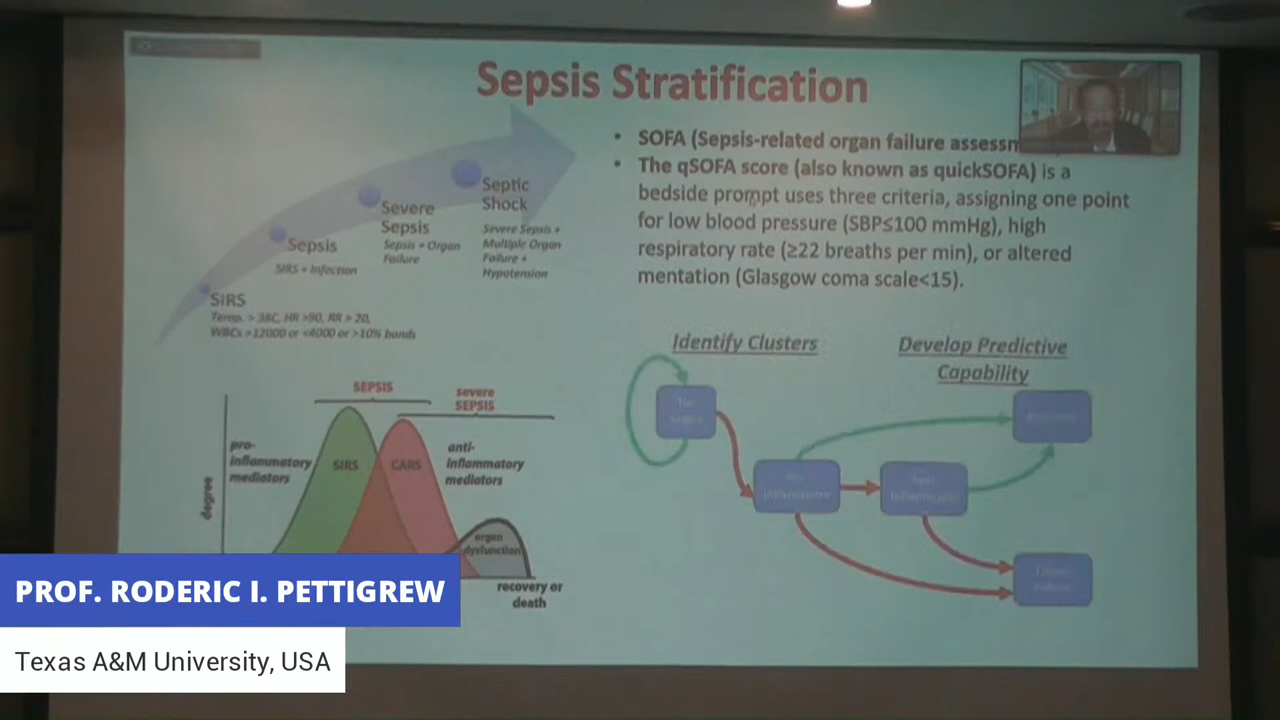 Sepsis Stratification
SOFA (Sepsis-related organ failure assessm
The qSOFA score (also known as quickSOFA) is a
bedside prompt uses three criteria, assigning one point
for low blood pressure (SBP≤100 mmHg), high
respiratory rate (≥22 breaths per min), or altered
mentation (Glasgow coma scale<15).
Septic
Shock
Severe Sepsis +
Multiple Organ
Failure +
Hypotension
Severe
Sepsis
Sepsis + Organ
Failure
Sepsis
SIRS + Infection
SIRS
Temp. > 38C, HR >90, RR > 20,
WBCs >12000 or <4000 or >10% bands
Identify Clusters
Develop Predictive
Capability
SEPSIS
severe
SEPSIS
pro-
inflammatory
mediators
SIRS
CARS
anti-
inflammatory
mediators
degree
organ
dysfunction
recovery or
death
PROF. RODERIC I. PETTIGREW
Texas A&M University, USA